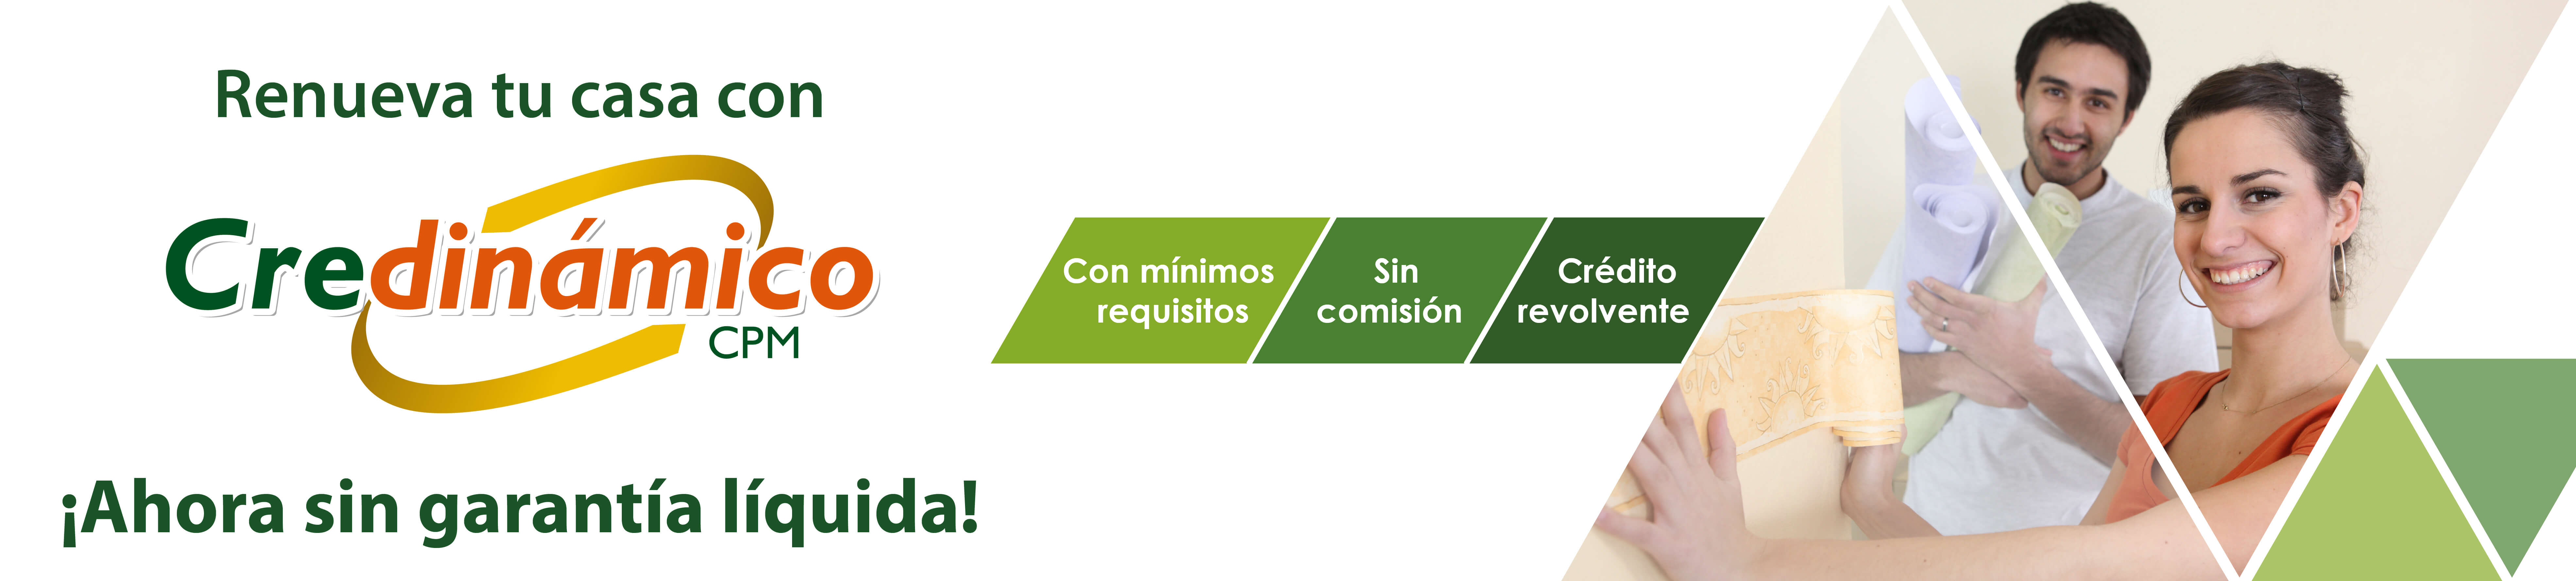 Renueva tu casa con
Credinámico
CPM
¡Ahora sin garantía líquida!
Con mínimos
requisitos
Sin
comisión
Crédito
revolvente